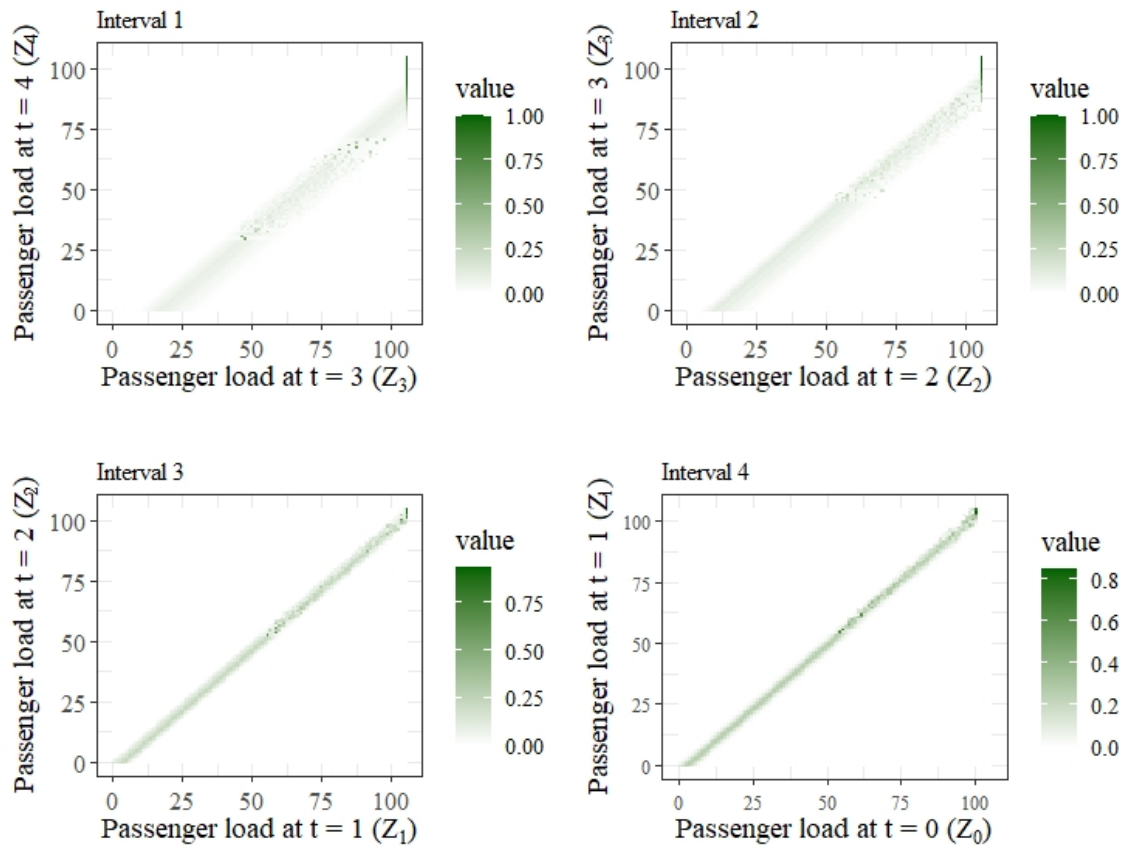 Interval 1
Passenger load at t = 4 (Z4)
100
75
50
25
0
0 25 50 75 100
Passenger load at t = 3 (Z3)
value
1.00
0.75
0.50
0.25
0.00
Interval 2
Passenger load at t = 3 (Z3)
100
75
50
25
0
0 25 50 75 100
Passenger load at t = 2 (Z2)
value
1.00
0.75
0.50
0.25
0.00
Interval 3
Passenger load at t = 2 (Z2)
100
75
50
25
0
0 25 50 75 100
Passenger load at t = 1 (Z1)
value
0.75
0.50
0.25
0.00
Interval 4
Passenger load at t = 1 (Z1)
100
75
50
25
0
0 25 50 75 100
Passenger load at t = 0 (Z0)
value
0.8
0.6
0.4
0.2
0.0